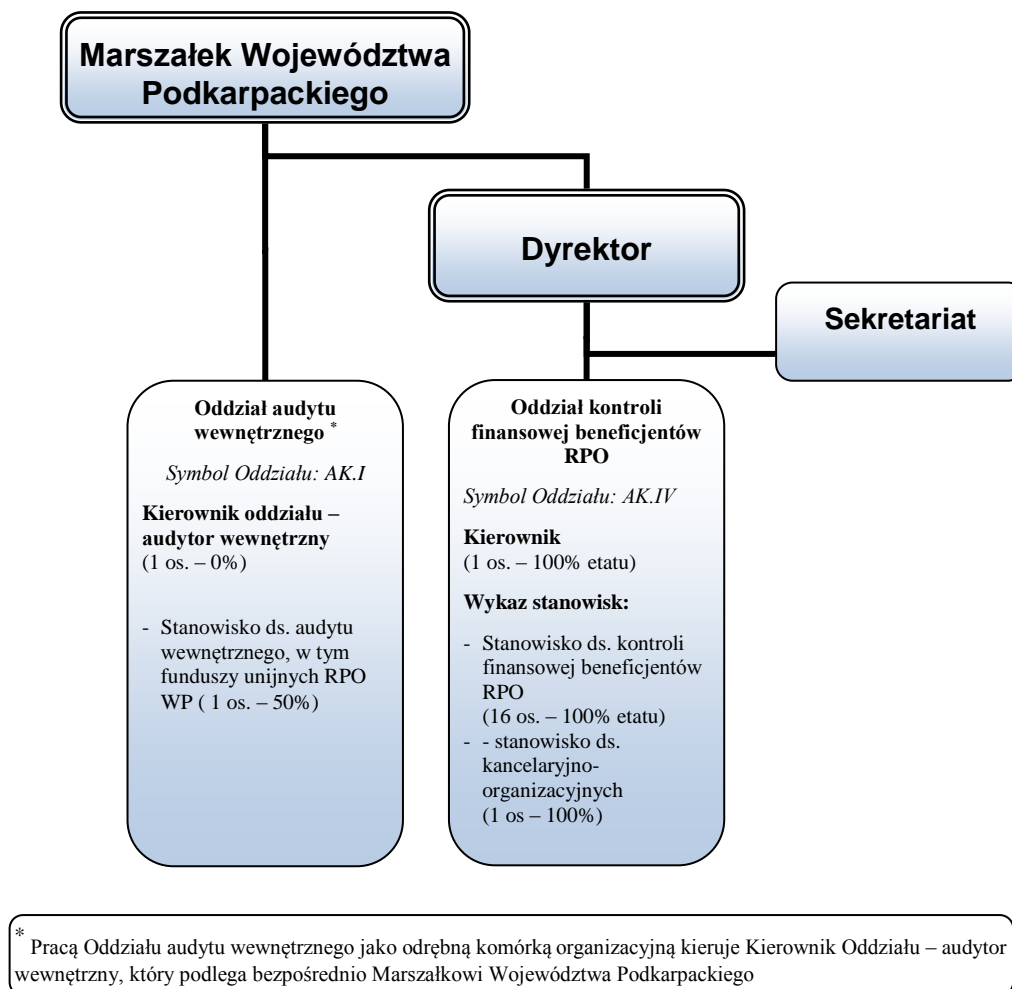 Marszałek Województwa
Podkarpackiego
Dyrektor
Sekretariat
Oddział audytu
wewnętrznego *
Symbol Oddziału: AK.I
Kierownik oddziału –
audytor wewnętrzny
(1 os. – 0%)
- Stanowisko ds. audytu
wewnętrznego, w tym
funduszy unijnych RPO
WP ( 1 os. – 50%)
Oddział kontroli
finansowej beneficjentów
RPO
Symbol Oddziału: AK.IV
Kierownik
(1 os. – 100% etatu)
Wykaz stanowisk:
- Stanowisko ds. kontroli
finansowej beneficjentów
RPO
(16 os. – 100% etatu)
- - stanowisko ds.
kancelaryjno-
organizacyjnych
(1 os – 100%)
* Pracą Oddziału audytu wewnętrznego jako odrębną komórką organizacyjną kieruje Kierownik Oddziału – audytor
wewnętrzny, który podlega bezpośrednio Marszałkowi Województwa Podkarpackiego